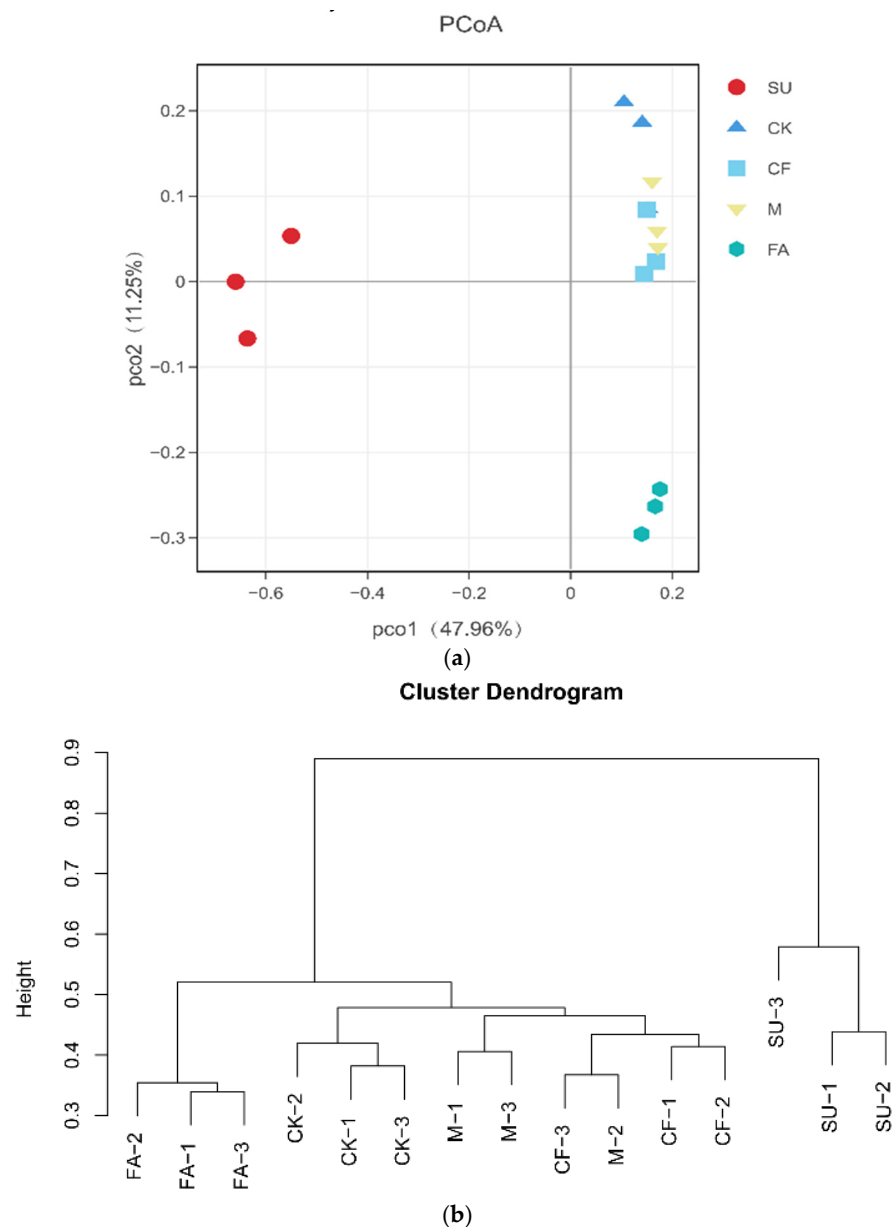 PCoA
SU
CK
CF
M
FA
0.2
0.1
0
−0.1
−0.2
−0.3
pco2（11.25%）
−0.6
−0.4
−0.2
0
0.2
pco1（47.96%）
(a)
Cluster Dendrogram
Height
0.9
0.8
0.7
0.6
0.5
0.4
0.3
FA−2
FA−1
FA−3
CK−2
CK−1
CK−3
M−1
M−3
CF−3
M−2
CF−1
CF−2
SU−3
SU−1
SU−2
(b)